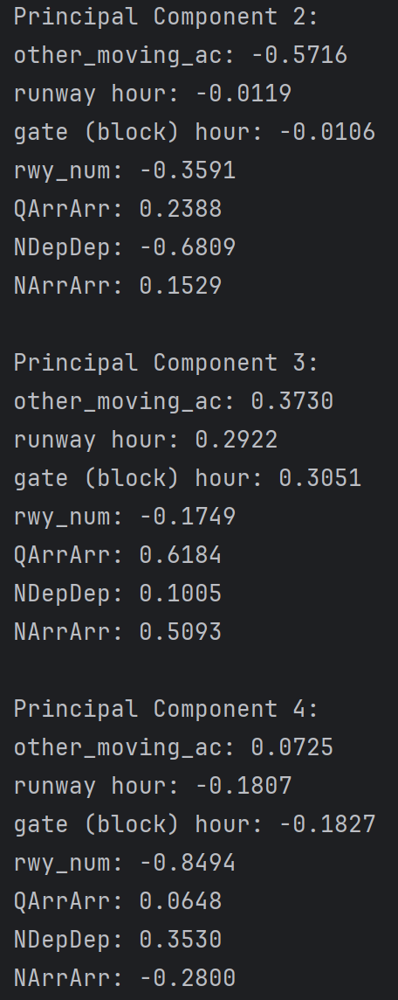 Principal Component 2:
other_moving_ac: -0.5716
runway hour: -0.0119
gate (block) hour: -0.0106
rwy_num: -0.3591
QArrArr: 0.2388
NDepDep: -0.6809
NArrArr: 0.1529

Principal Component 3:
other_moving_ac: 0.3730
runway hour: 0.2922
gate (block) hour: 0.3051
rwy_num: -0.1749
QArrArr: 0.6184
NDepDep: 0.1005
NArrArr: 0.5093

Principal Component 4:
other_moving_ac: 0.0725
runway hour: -0.1807
gate (block) hour: -0.1827
rwy_num: -0.8494
QArrArr: 0.0648
NDepDep: 0.3530
NArrArr: -0.2800